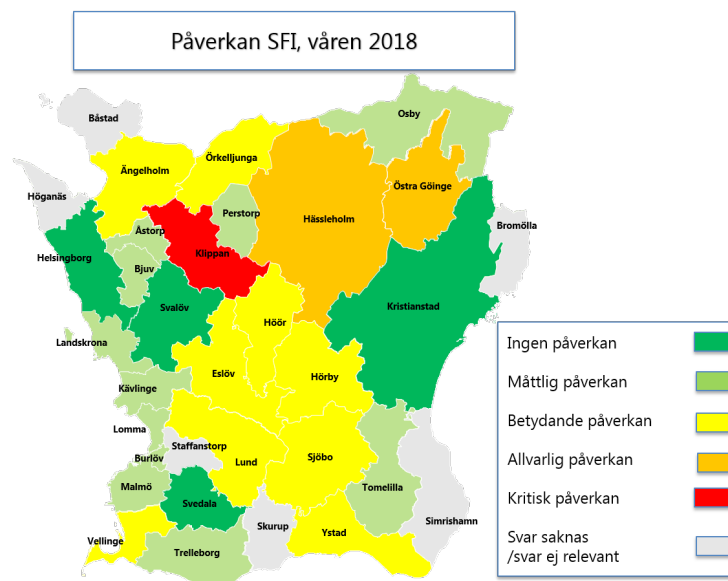 Påverkan SFI, våren 2018
Osby
Båstad
Örkelljunga
Ängelholm
Östra Göinge
Höganäs
Perstorp
Hässleholm
Bromölla
Åstorp
Klippan
Helsingborg
Bjuv
Kristianstad
Svalöv
Höör
Landskrona
Eslöv
Hörby
Kävlinge
Lomma
Staffanstorp
Burlöv
Lund
Sjöbo
Malmö
Tomelilla
Svedala
Simrishamn
Skurup
Ystad
Vellinge
Trelleborg
Ingen påverkan
Måttlig påverkan
Betydande påverkan
Allvarlig påverkan
Kritisk påverkan
Svar saknas
/svar ej relevant